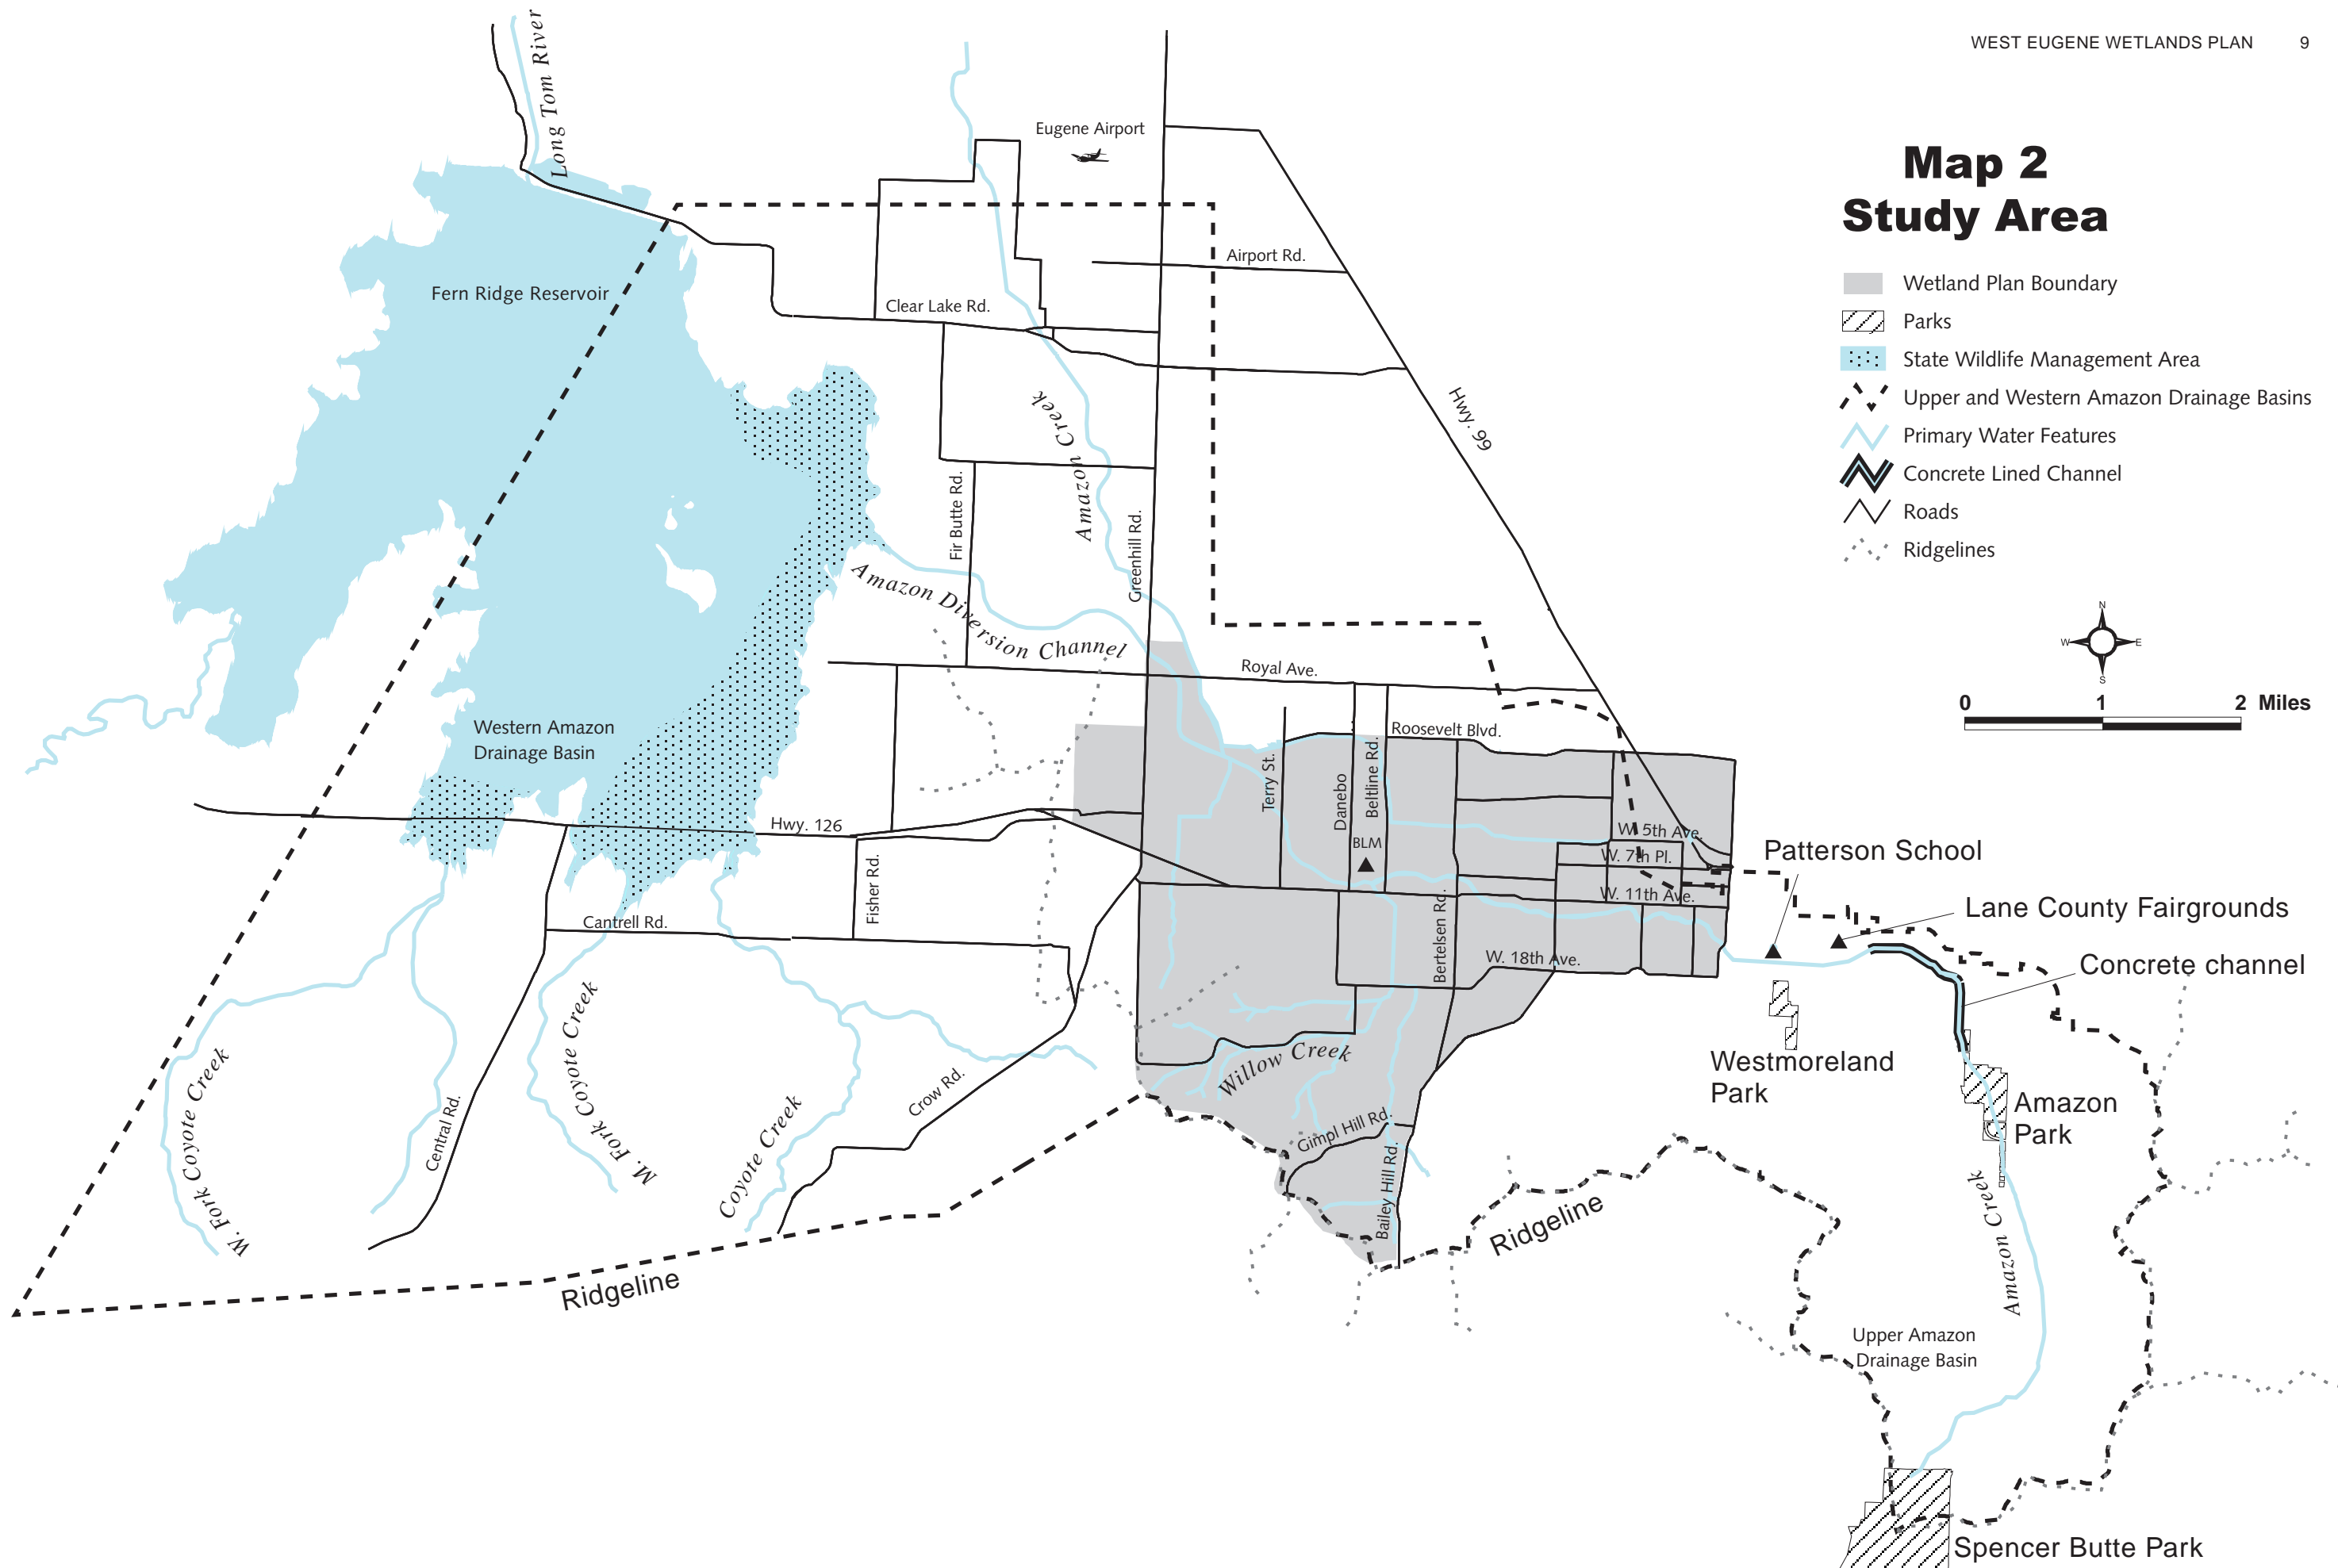 WEST EUGENE WETLANDS PLAN 9
Map 2
Study Area
Wetland Plan Boundary
Parks
State Wildlife Management Area
Upper and Western Amazon Drainage Basins
Primary Water Features
Concrete Lined Channel
Roads
Ridgelines
N
W E
S
0 1 2 Miles
Long Tom River
Eugene Airport
Airport Rd.
Fern Ridge Reservoir
Clear Lake Rd.
Hwy. 99
Amazon Creek
Fir Butte Rd.
Greenhill Rd.
Amazon Diversion Channel
Royal Ave.
Western Amazon
Drainage Basin
Roosevelt Blvd.
Terry St.
Danebo
Beltline Rd.
BLM
Hwy. 126
W. 5th Ave.
W. 7th Pl.
W. 11th Ave.
Patterson School
Lane County Fairgrounds
Concrete channel
Fisher Rd.
Cantrell Rd.
Bertelsen Rd.
W. 18th Ave.
Westmoreland
Park
Amazon
Park
W. Fork Coyote Creek
Central Rd.
M. Fork Coyote Creek
Coyote Creek
Crow Rd.
Willow Creek
Gimpl Hill Rd.
Bailey Hill Rd.
Ridgeline
Ridgeline
Amazon Creek
Upper Amazon
Drainage Basin
Spencer Butte Park